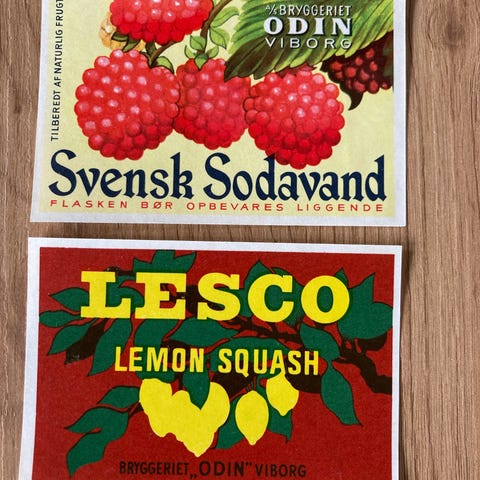 TILBEREDT AF NATURLIG FRUGT
A/S BRYGGERIET
ODIN
VIBORG
Svensk Sodavand
FLASKEN BØR OPBEVARES LIGGENDE
LESCO
LEMON SQUASH
BRYGGERIET „ODIN" VIBORG